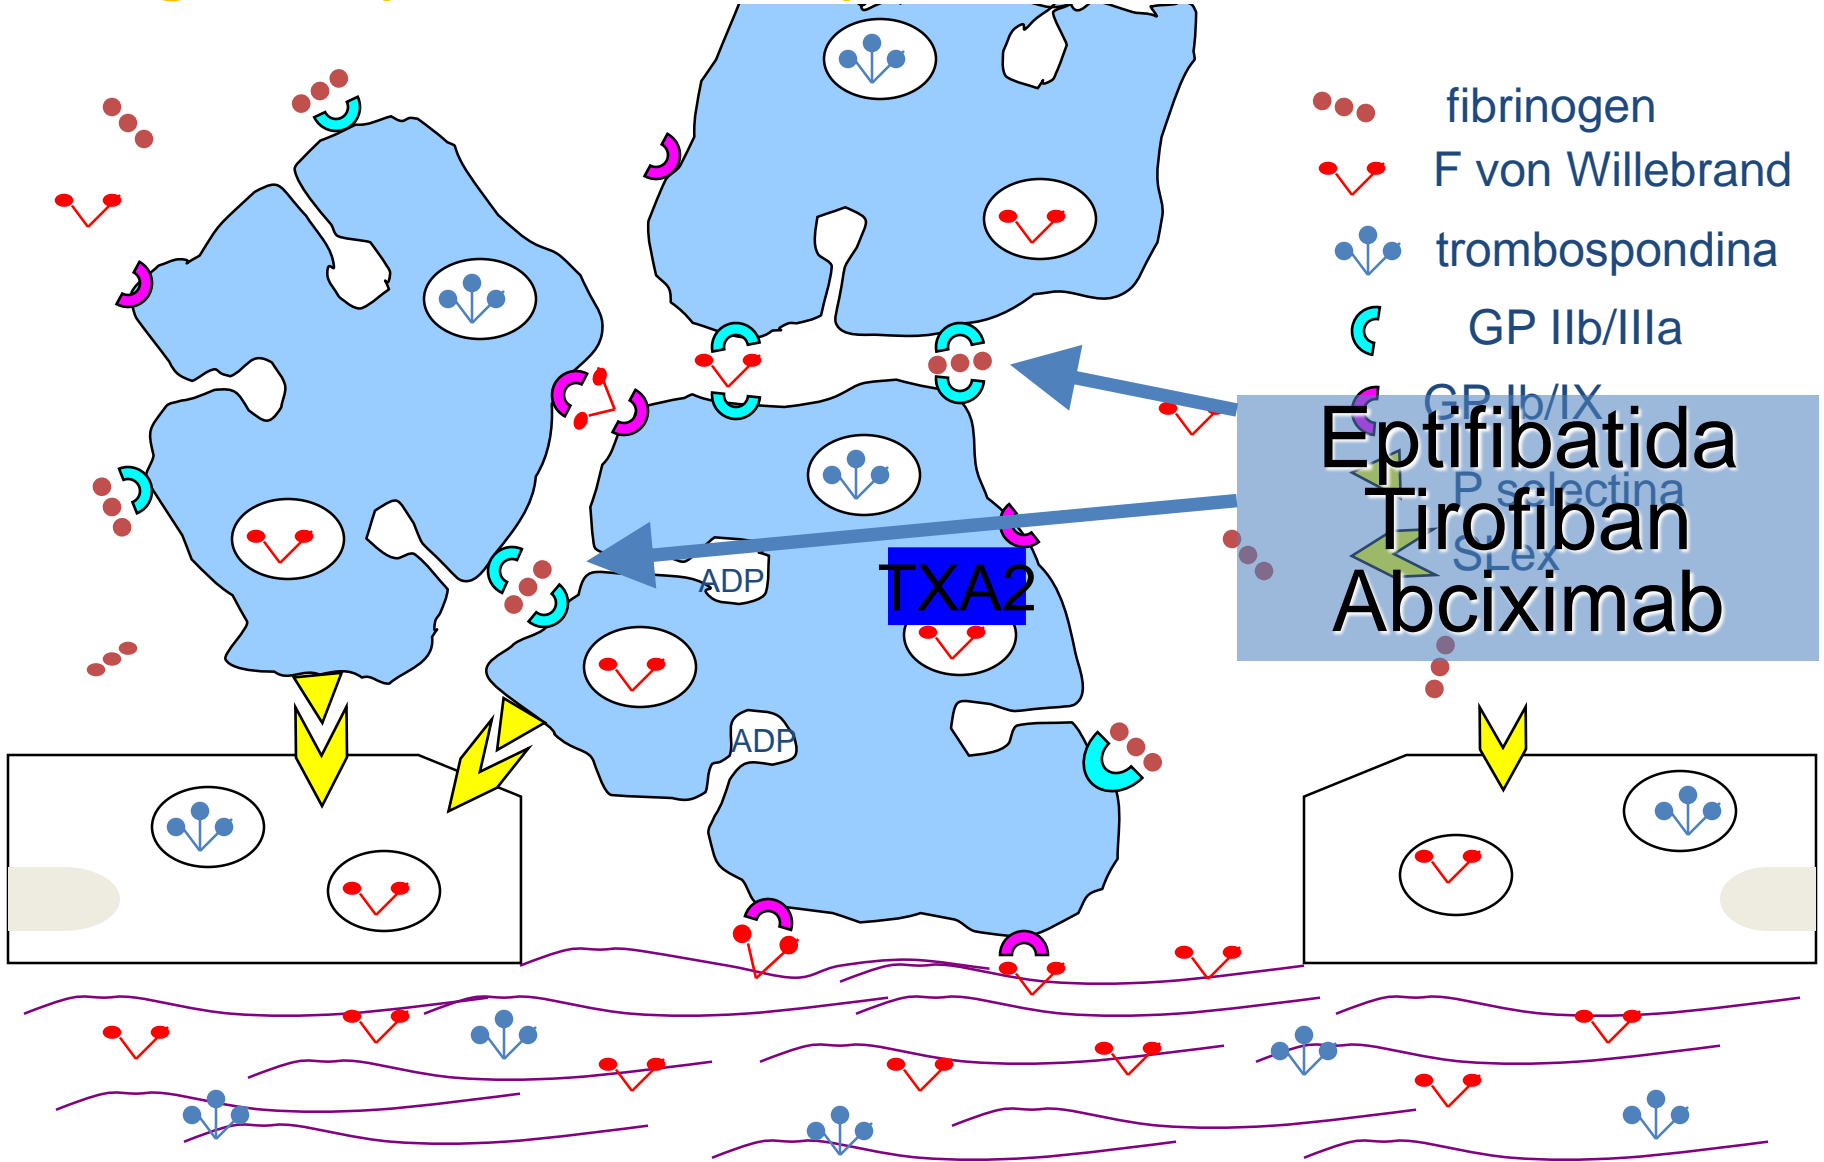 fibrinogen
F von Willebrand
trombospondina
GP IIb/IIIa
GP Ib/IX
Eptifibatida
P selectina
Tirofiban
SLex
Abciximab
ADP
TXA2
ADP